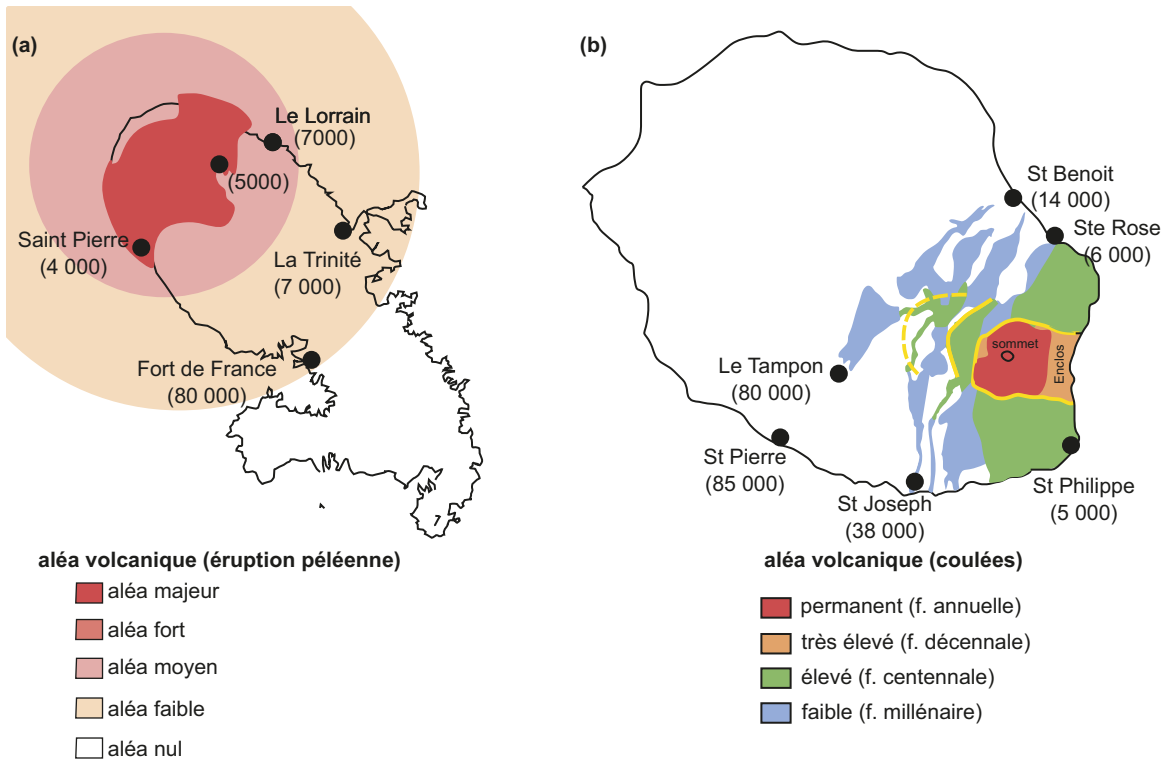 (a)
Le Lorrain
(7000)
(5000)
Saint Pierre
(4 000)
La Trinité
(7 000)
Fort de France
(80 000)
aléa volcanique (éruption péléenne)
aléa majeur
aléa fort
aléa moyen
aléa faible
aléa nul
(b)
St Benoit
(14 000)
Ste Rose
(6 000)
sommet
Enclos
Le Tampon
(80 000)
St Pierre
(85 000)
St Joseph
(38 000)
St Philippe
(5 000)
aléa volcanique (coulées)
permanent (f. annuelle)
très élevé (f. décennale)
élevé (f. centennale)
faible (f. millénaire)